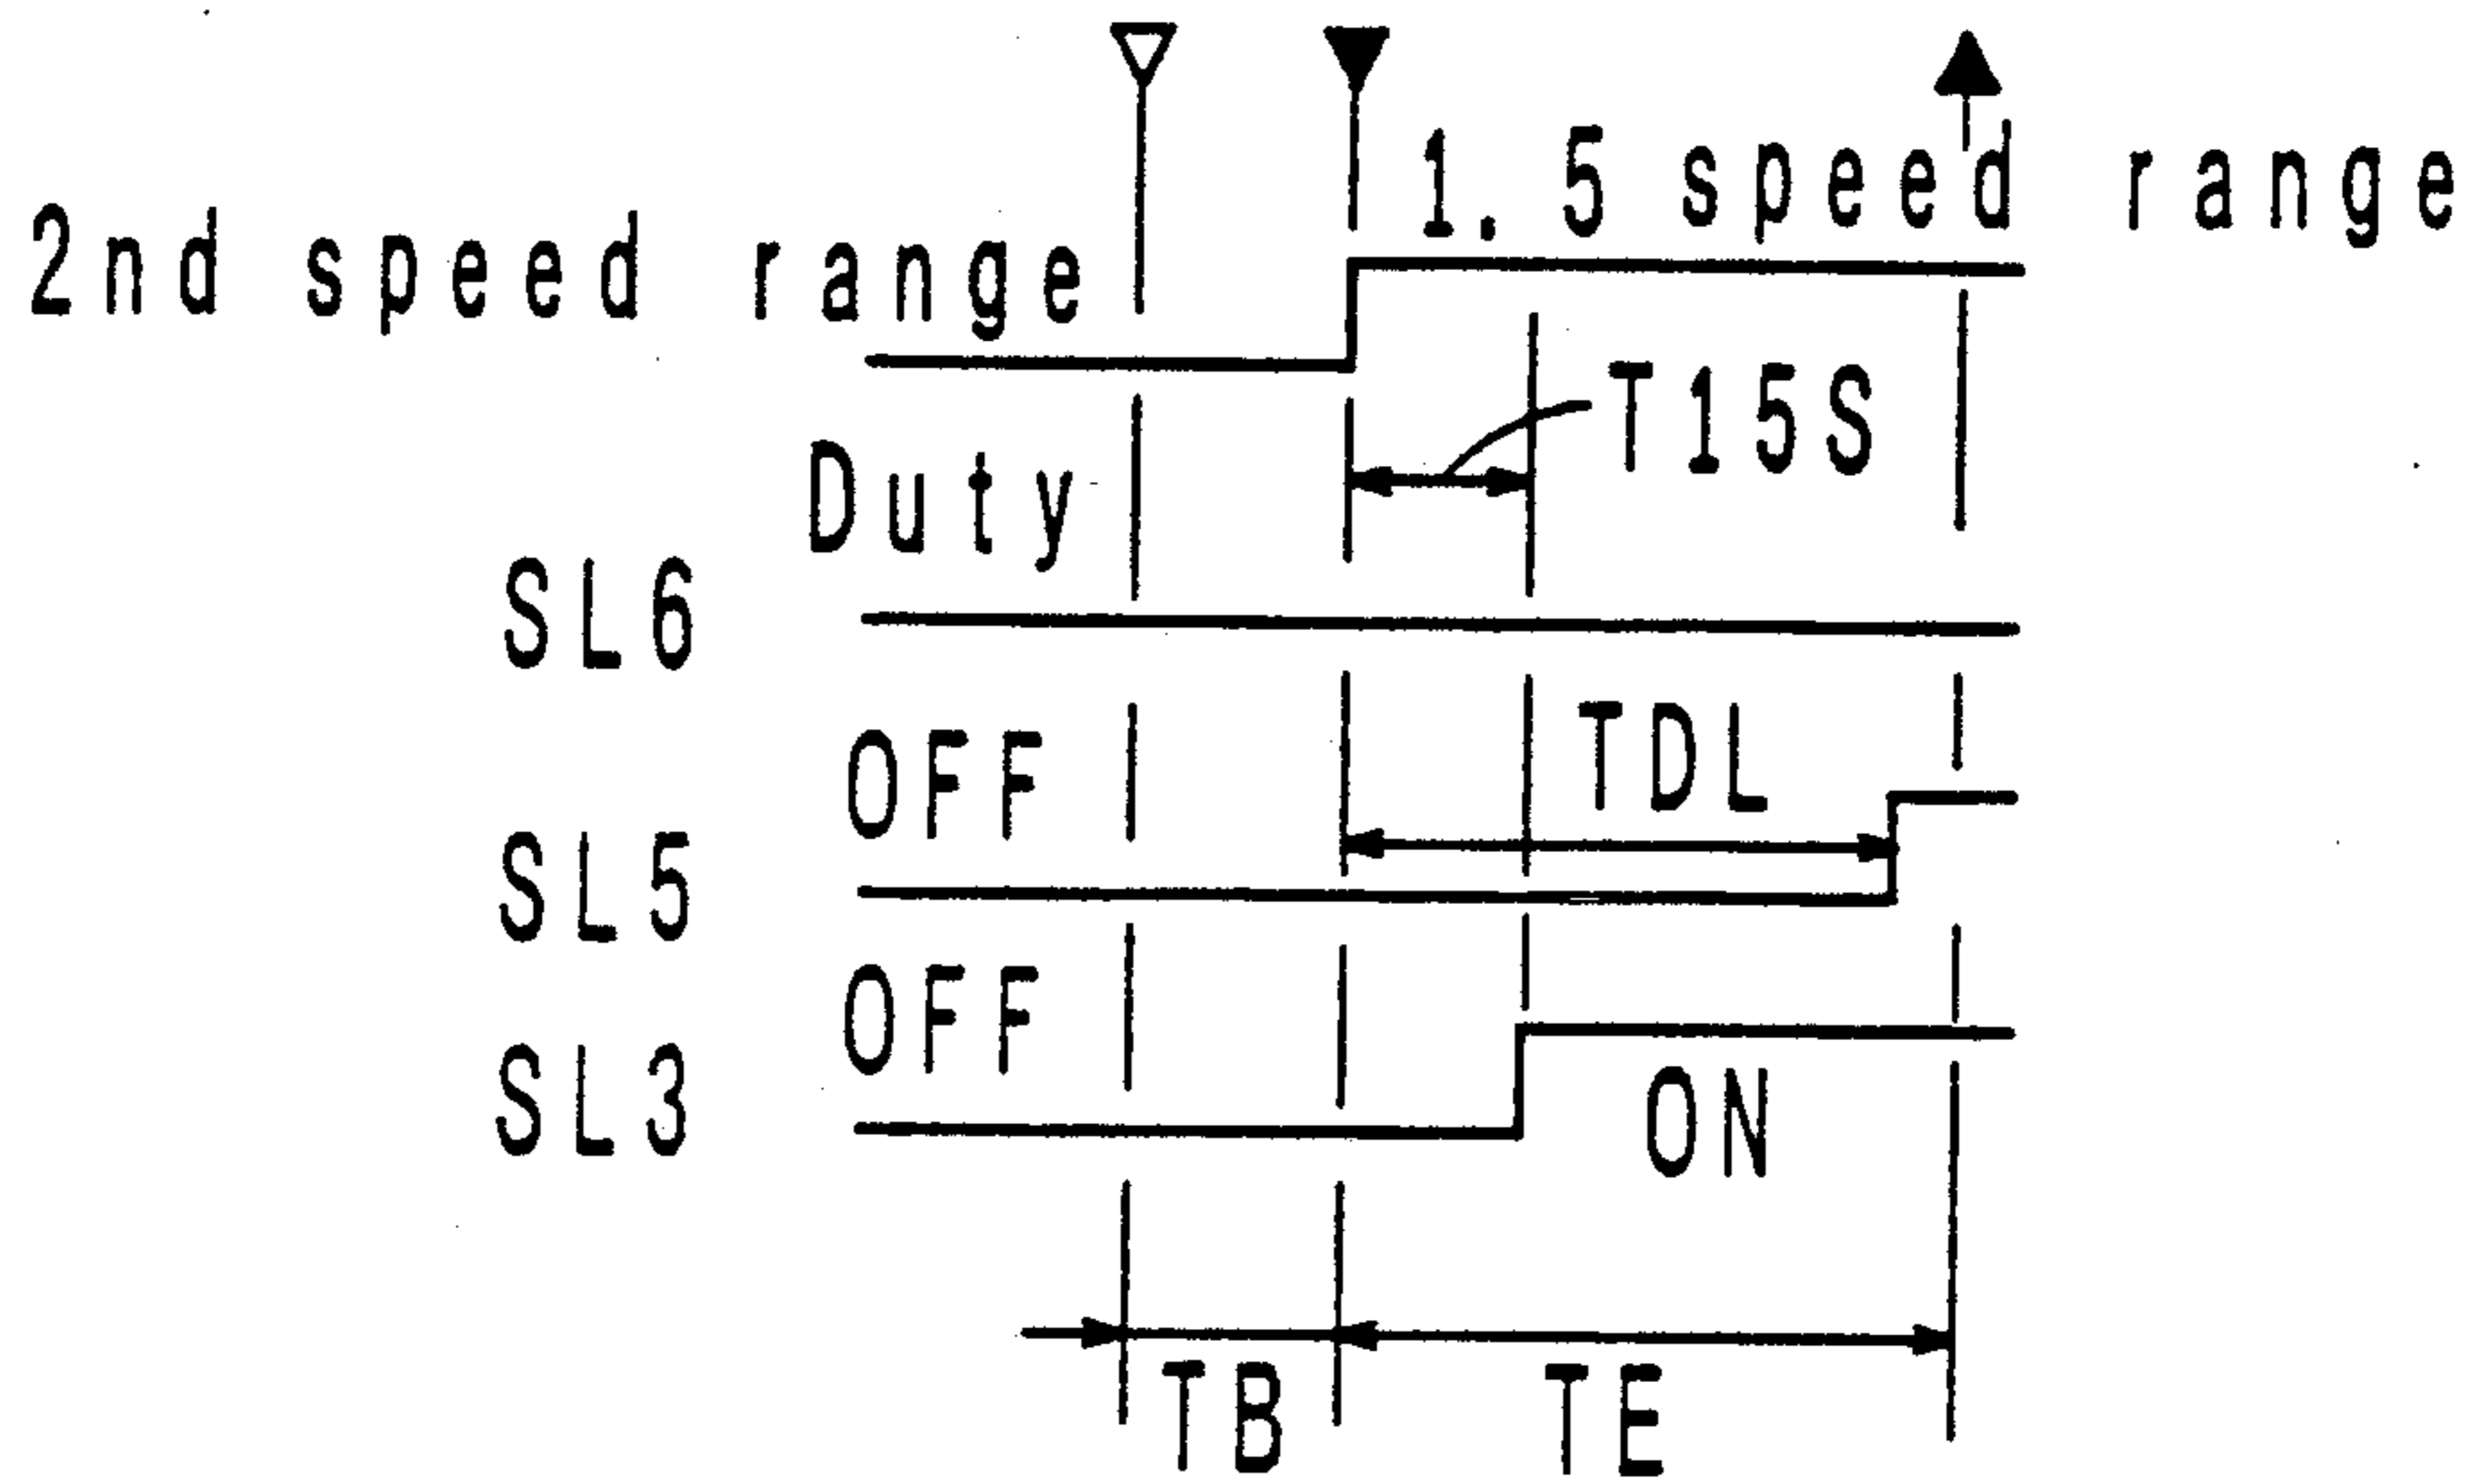 1.5 speed range
2nd speed range
T15S
Duty
SL6
TDL
OFF
SL5
OFF
SL3
ON
TB TE